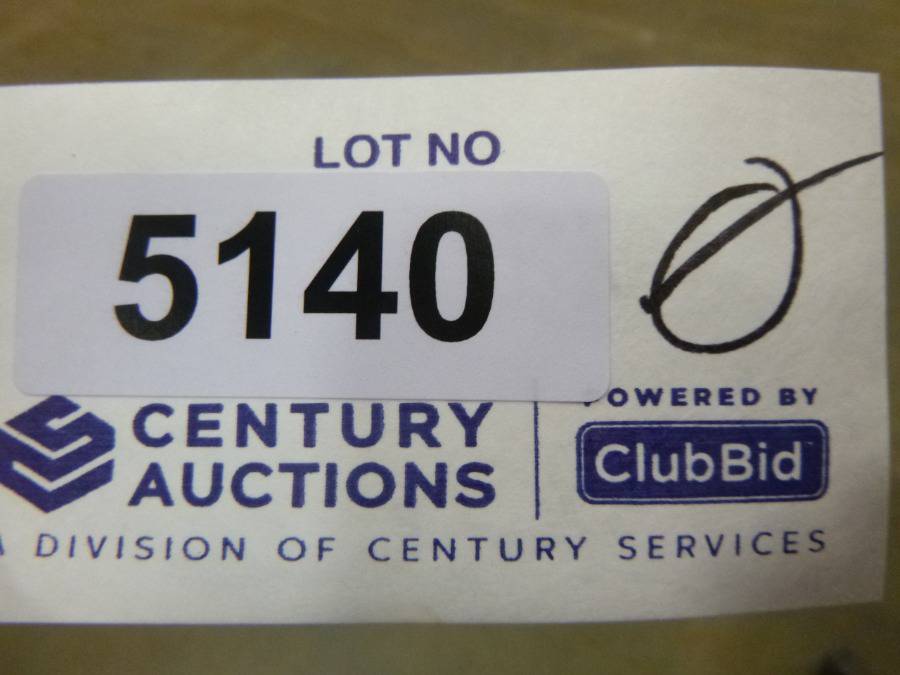 LOT NO
5140
CENTURY
AUCTIONS
POWERED BY
ClubBid
A DIVISION OF CENTURY SERVICES